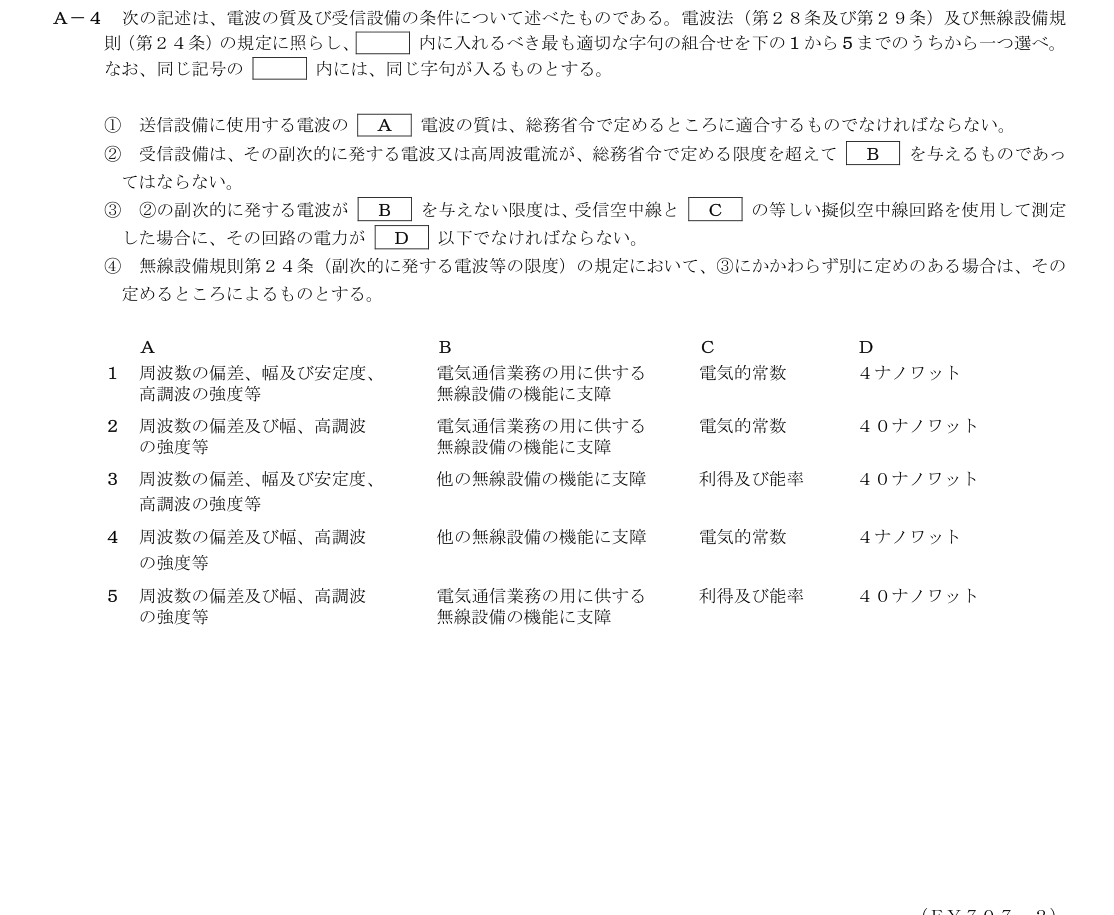 A－4　次の記述は、電波の質及び受信設備の条件について述べたものである。電波法（第２８条及び第２９条）及び無線設備規
則（第２４条）の規定に照らし、 内に入れるべき最も適切な字句の組合せを下の1から5までのうちから一つ選べ。
なお、同じ記号の 内には、同じ字句が入るものとする。
①　送信設備に使用する電波の A 電波の質は、総務省令で定めるところに適合するものでなければならない。
②　受信設備は、その副次的に発する電波又は高周波電流が、総務省令で定める限度を超えて B を与えるものであっ
てはならない。
③　②の副次的に発する電波が B を与えない限度は、受信空中線と C の等しい擬似空中線回路を使用して測定
した場合に、その回路の電力が D 以下でなければならない。
④　無線設備規則第２４条（副次的に発する電波等の限度）の規定において、③にかかわらず別に定めのある場合は、その
定めるところによるものとする。
A B C D
1 周波数の偏差、幅及び安定度、 電気通信業務の用に供する 電気的常数 ４ナノワット
高調波の強度等 無線設備の機能に支障
2 周波数の偏差及び幅、高調波 電気通信業務の用に供する 電気的常数 ４０ナノワット
の強度等 無線設備の機能に支障
3 周波数の偏差、幅及び安定度、 他の無線設備の機能に支障 利得及び能率 ４０ナノワット
高調波の強度等
4 周波数の偏差及び幅、高調波 他の無線設備の機能に支障 電気的常数 ４ナノワット
の強度等
5 周波数の偏差及び幅、高調波 電気通信業務の用に供する 利得及び能率 ４０ナノワット
の強度等 無線設備の機能に支障